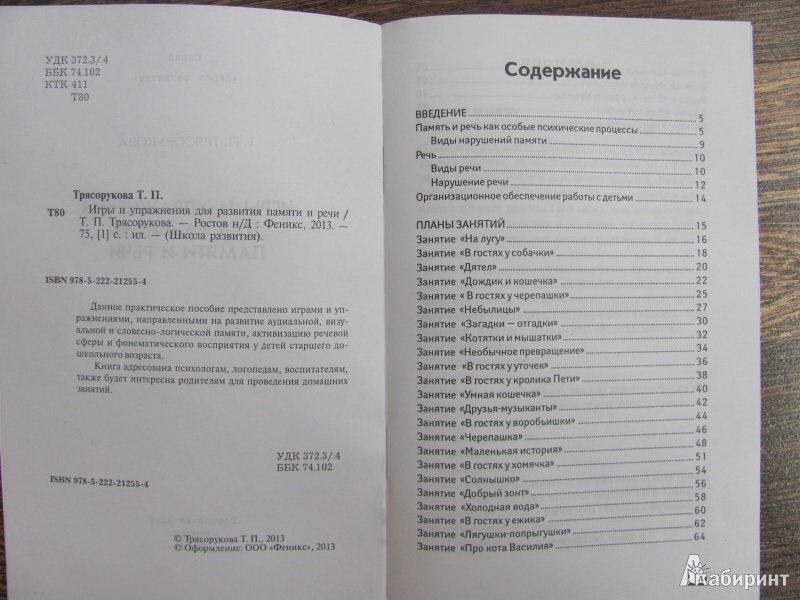 УДК 372.3/.4
ББК 74.102
КТК 411
Т80
Трясорукова Т. П.
Т80 Игры и упражнения для развития памяти и речи /
Т. П. Трясорукова. — Ростов н/Д : Феникс, 2013. —
75, [1] с. : ил. — (Школа развития).
ISBN 978-5-222-21255-4
Данное практическое пособие представлено играми и уп-
ражнениями, направленными на развитие аудиальной, визу-
альной и словесно-логической памяти, активизацию речевой
сферы и фонематического восприятия у детей старшего до-
школьного возраста.
Книга адресована психологам, логопедам, воспитателям,
также будет интересна родителям для проведения домашних
занятий.
УДК 372.3/.4
ББК 74.102
ISBN 978-5-222-21255-4
© Трясорукова Т. П., 2013
© Оформление: ООО «Феникс», 2013
Содержание
ВВЕДЕНИЕ 5
Память и речь как особые психические процессы 5
Виды нарушений памяти 9
Речь 10
Виды речи 10
Нарушение речи 12
Организационное обеспечение работы с детьми 14
ПЛАНЫ ЗАНЯТИЙ 15
Занятие «На лугу» 16
Занятие «В гостях у собачки» 18
Занятие «Дятел» 20
Занятие «Дождик и кошечка» 22
Занятие « В гостях у черепашки» 25
Занятие «Небылицы» 27
Занятие «Загадки — отгадки» 30
Занятие «Котятки и мышатки» 32
Занятие «Необычное превращение» 34
Занятие «В гостях у уточек» 36
Занятие «В гостях у кролика Пети» 38
Занятие «Умная кошечка» 40
Занятие «Друзья-музыканты» 42
Занятие «В гостях у воробьишки» 44
Занятие «Черепашка» 46
Занятие «Маленькая история» 48
Занятие «В гостях у хомячка» 51
Занятие «Солнышко» 54
Занятие «Добрый зонт» 56
Занятие «Холодная вода» 58
Занятие «В гостях у ежика» 60
Занятие «Лягушки-попрыгушки» 62
Занятие «Про кота Василия» 64
Лабиринт